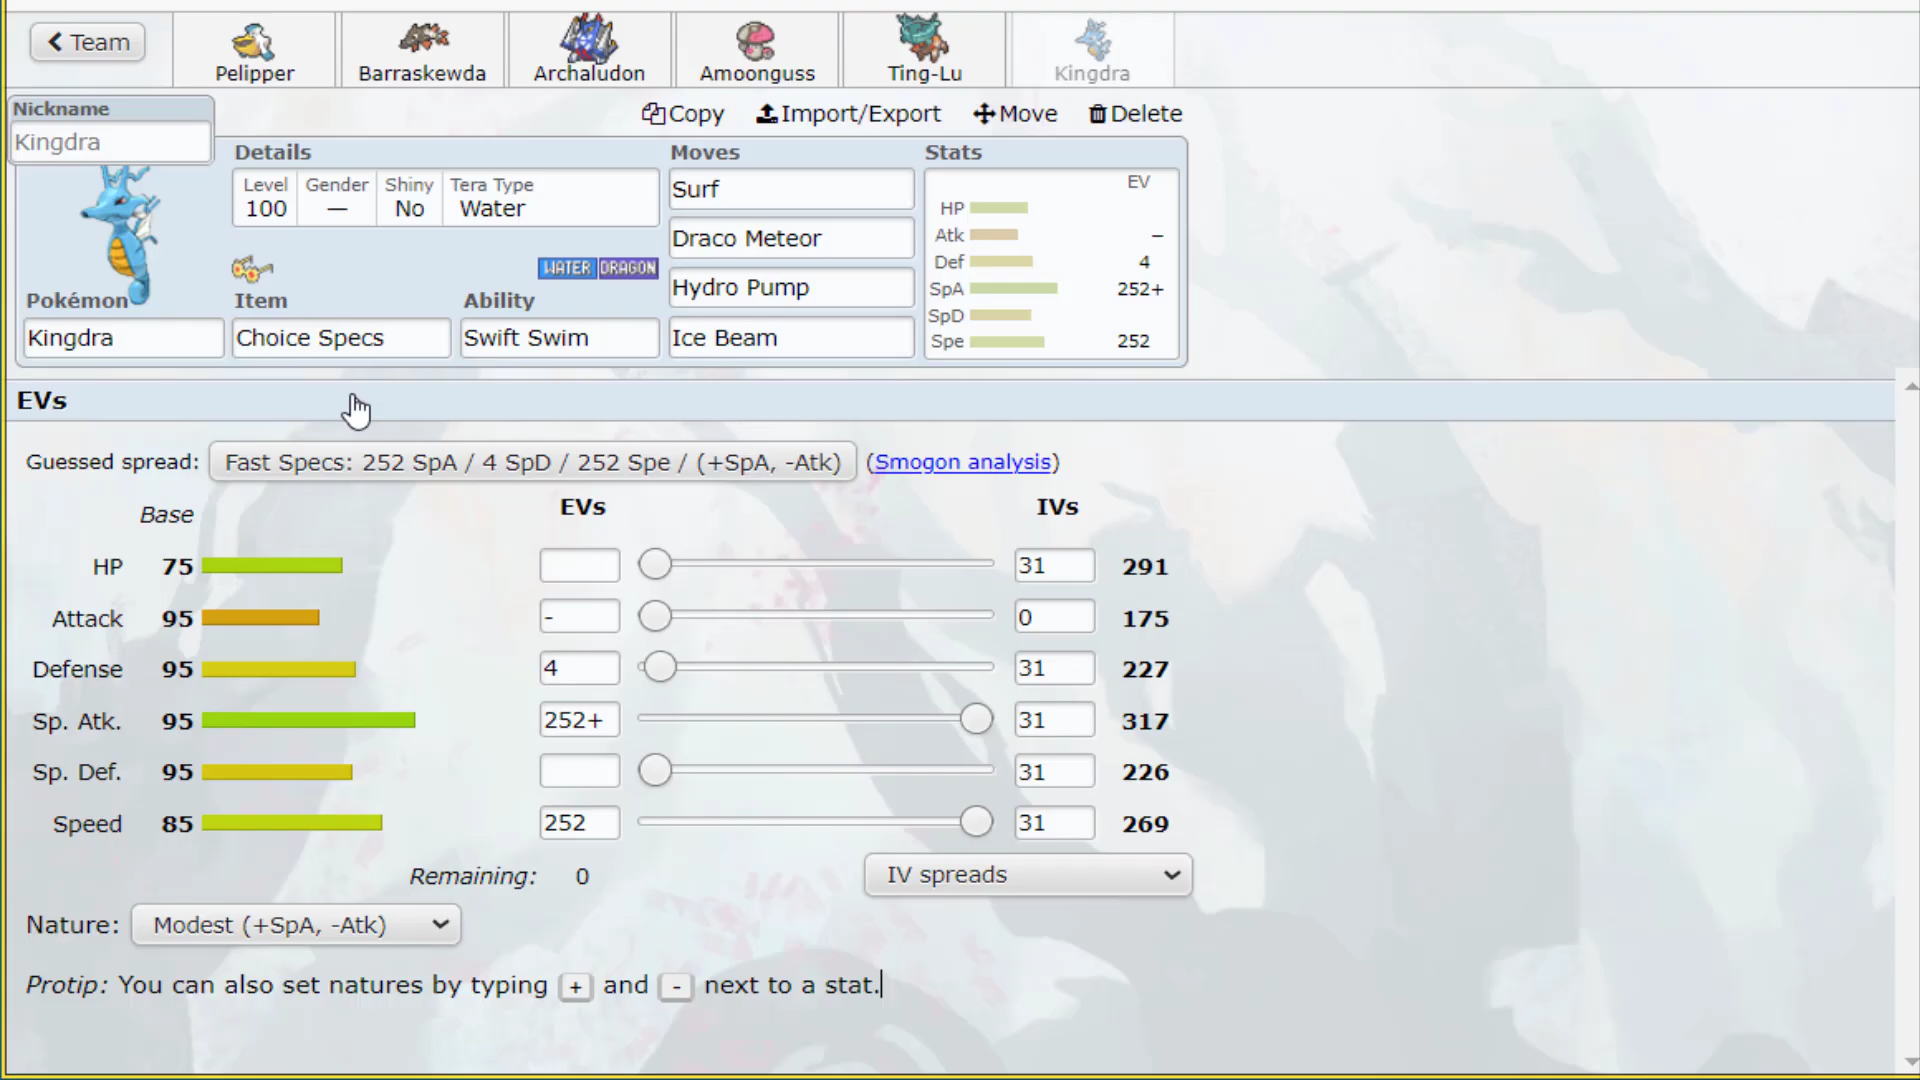 Team
Pelipper
Barraskewda
Archaludon
Amoonguss
Ting-Lu
Kingdra
Nickname
Kingdra
Copy
Import/Export
Move
Delete
Details
Level
100
Gender
—
Shiny
No
Tera Type
Water
WATER DRAGON
Pokémon
Kingdra
Item
Choice Specs
Ability
Swift Swim
Moves
Surf
Draco Meteor
Hydro Pump
Ice Beam
Stats
EV
HP
Atk –
Def 4
SpA 252+
SpD
Spe 252
EVs
Guessed spread: Fast Specs: 252 SpA / 4 SpD / 252 Spe / (+SpA, -Atk) (Smogon analysis)
Base EVs IVs
HP 75 31 291
Attack 95 - 0 175
Defense 95 4 31 227
Sp. Atk. 95 252+ 31 317
Sp. Def. 95 31 226
Speed 85 252 31 269
Remaining: 0
IV spreads
Nature: Modest (+SpA, -Atk)
Protip: You can also set natures by typing + and - next to a stat.